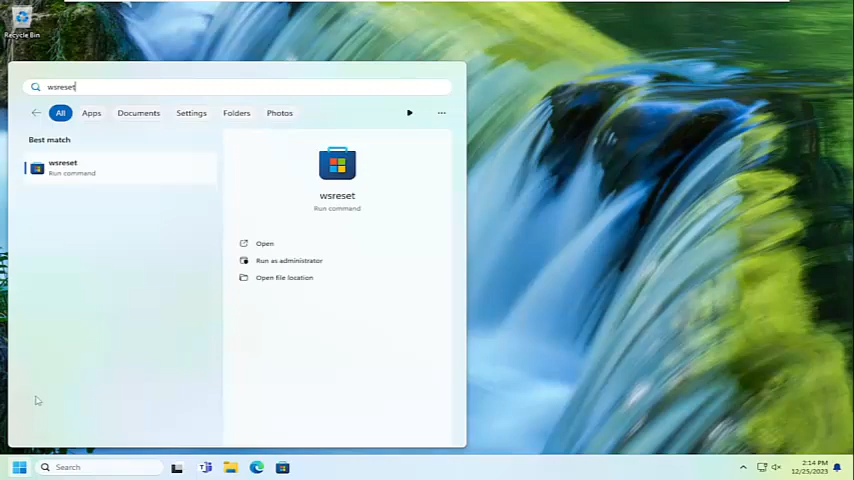 Recycle Bin
wsreset
All Apps Documents Settings Folders Photos
Best match
wsreset
Run command
wsreset
Run command
Open
Run as administrator
Open file location
Search
2:14 PM
12/25/2023